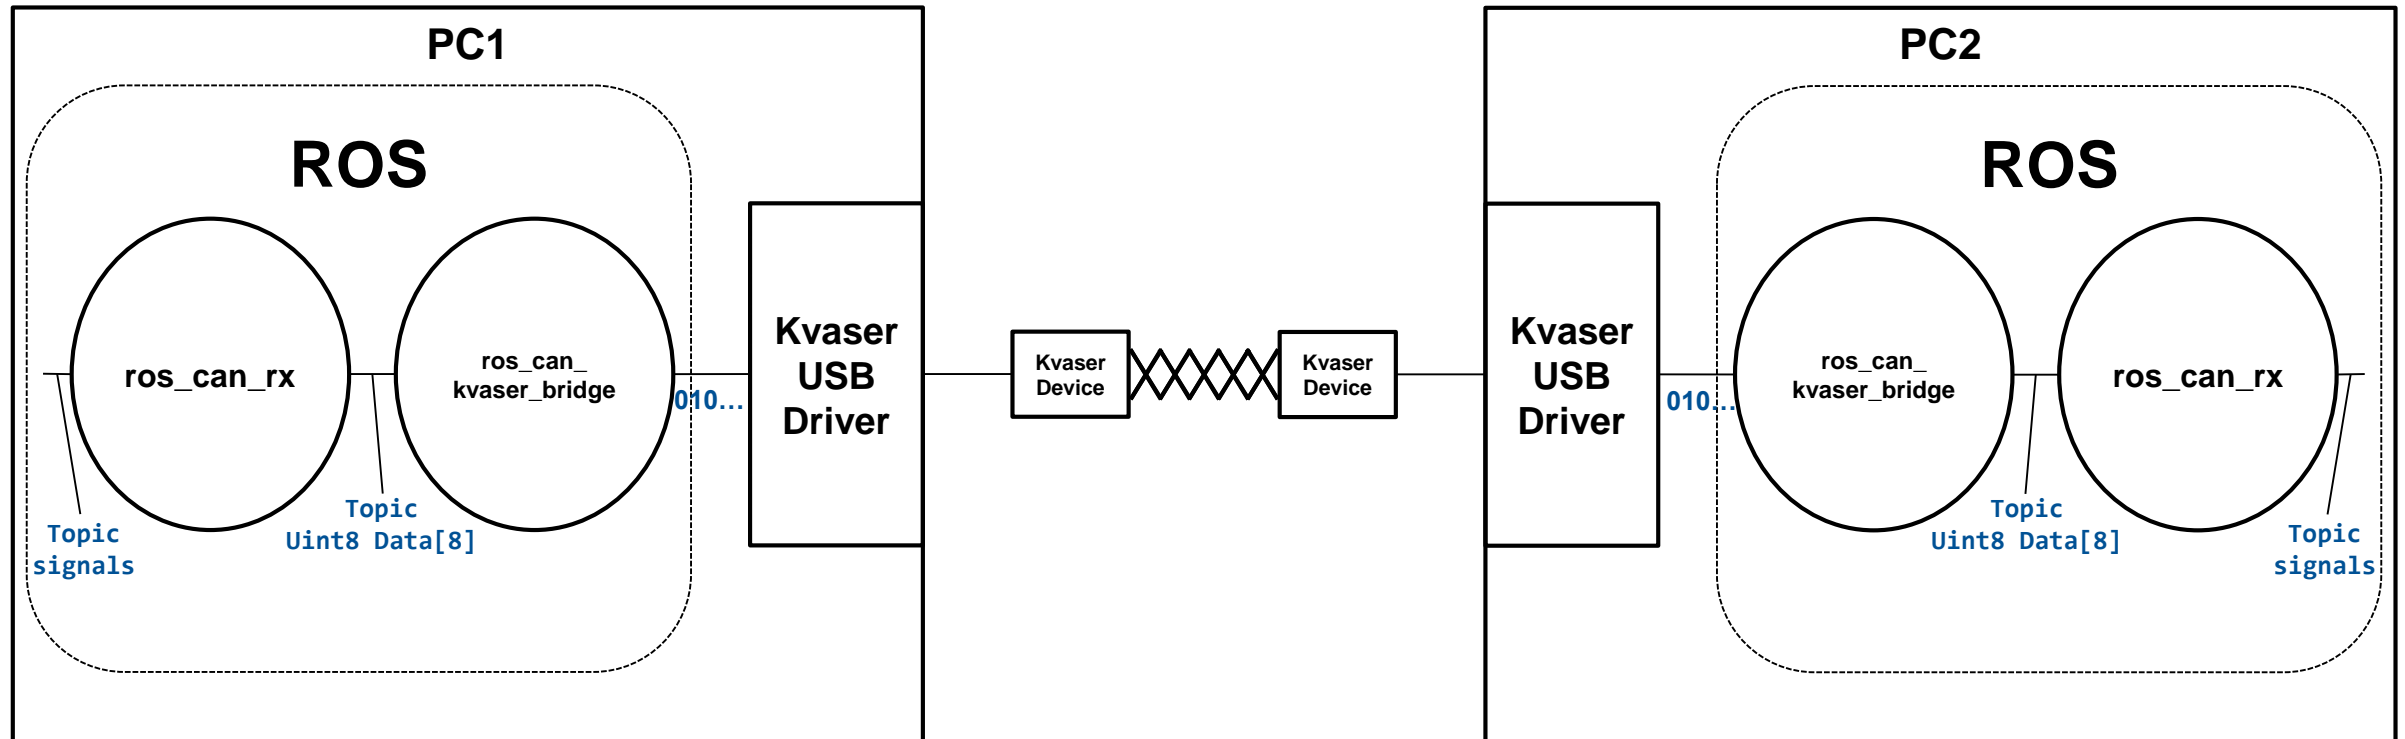 PC1
ROS
ros_can_rx
ros_can_
kvaser_bridge
010...
Topic
signals
Topic
Uint8 Data[8]
Kvaser
USB
Driver
Kvaser
Device
Kvaser
Device
PC2
Kvaser
USB
Driver
ROS
010...
ros_can_
kvaser_bridge
ros_can_rx
Topic
Uint8 Data[8]
Topic
signals